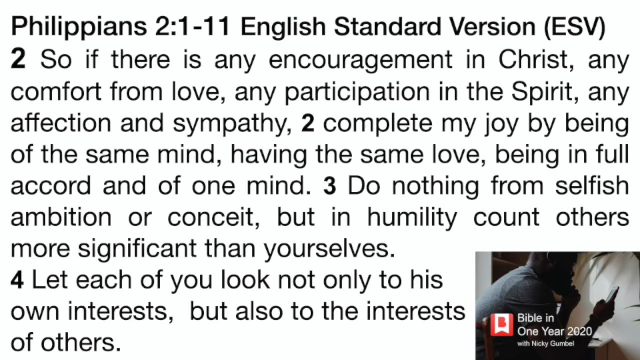 Philippians 2:1-11 English Standard Version (ESV)
2 So if there is any encouragement in Christ, any
comfort from love, any participation in the Spirit, any
affection and sympathy, 2 complete my joy by being
of the same mind, having the same love, being in full
accord and of one mind. 3 Do nothing from selfish
ambition or conceit, but in humility count others
more significant than yourselves.
4 Let each of you look not only to his
own interests,  but also to the interests
of others.
Bible in
One Year 2020
with Nicky Gumbel